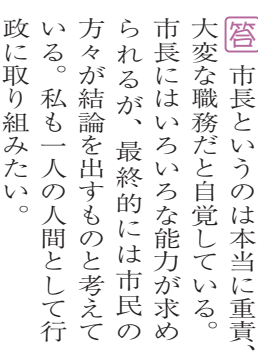 答 市長というのは本当に重責、
大変な職務だと自覚している。
市長にはいろいろな能力が求め
られるが、最終的には市民の
方々が結論を出すものと考えて
いる。私も一人の人間として行
政に取り組みたい。